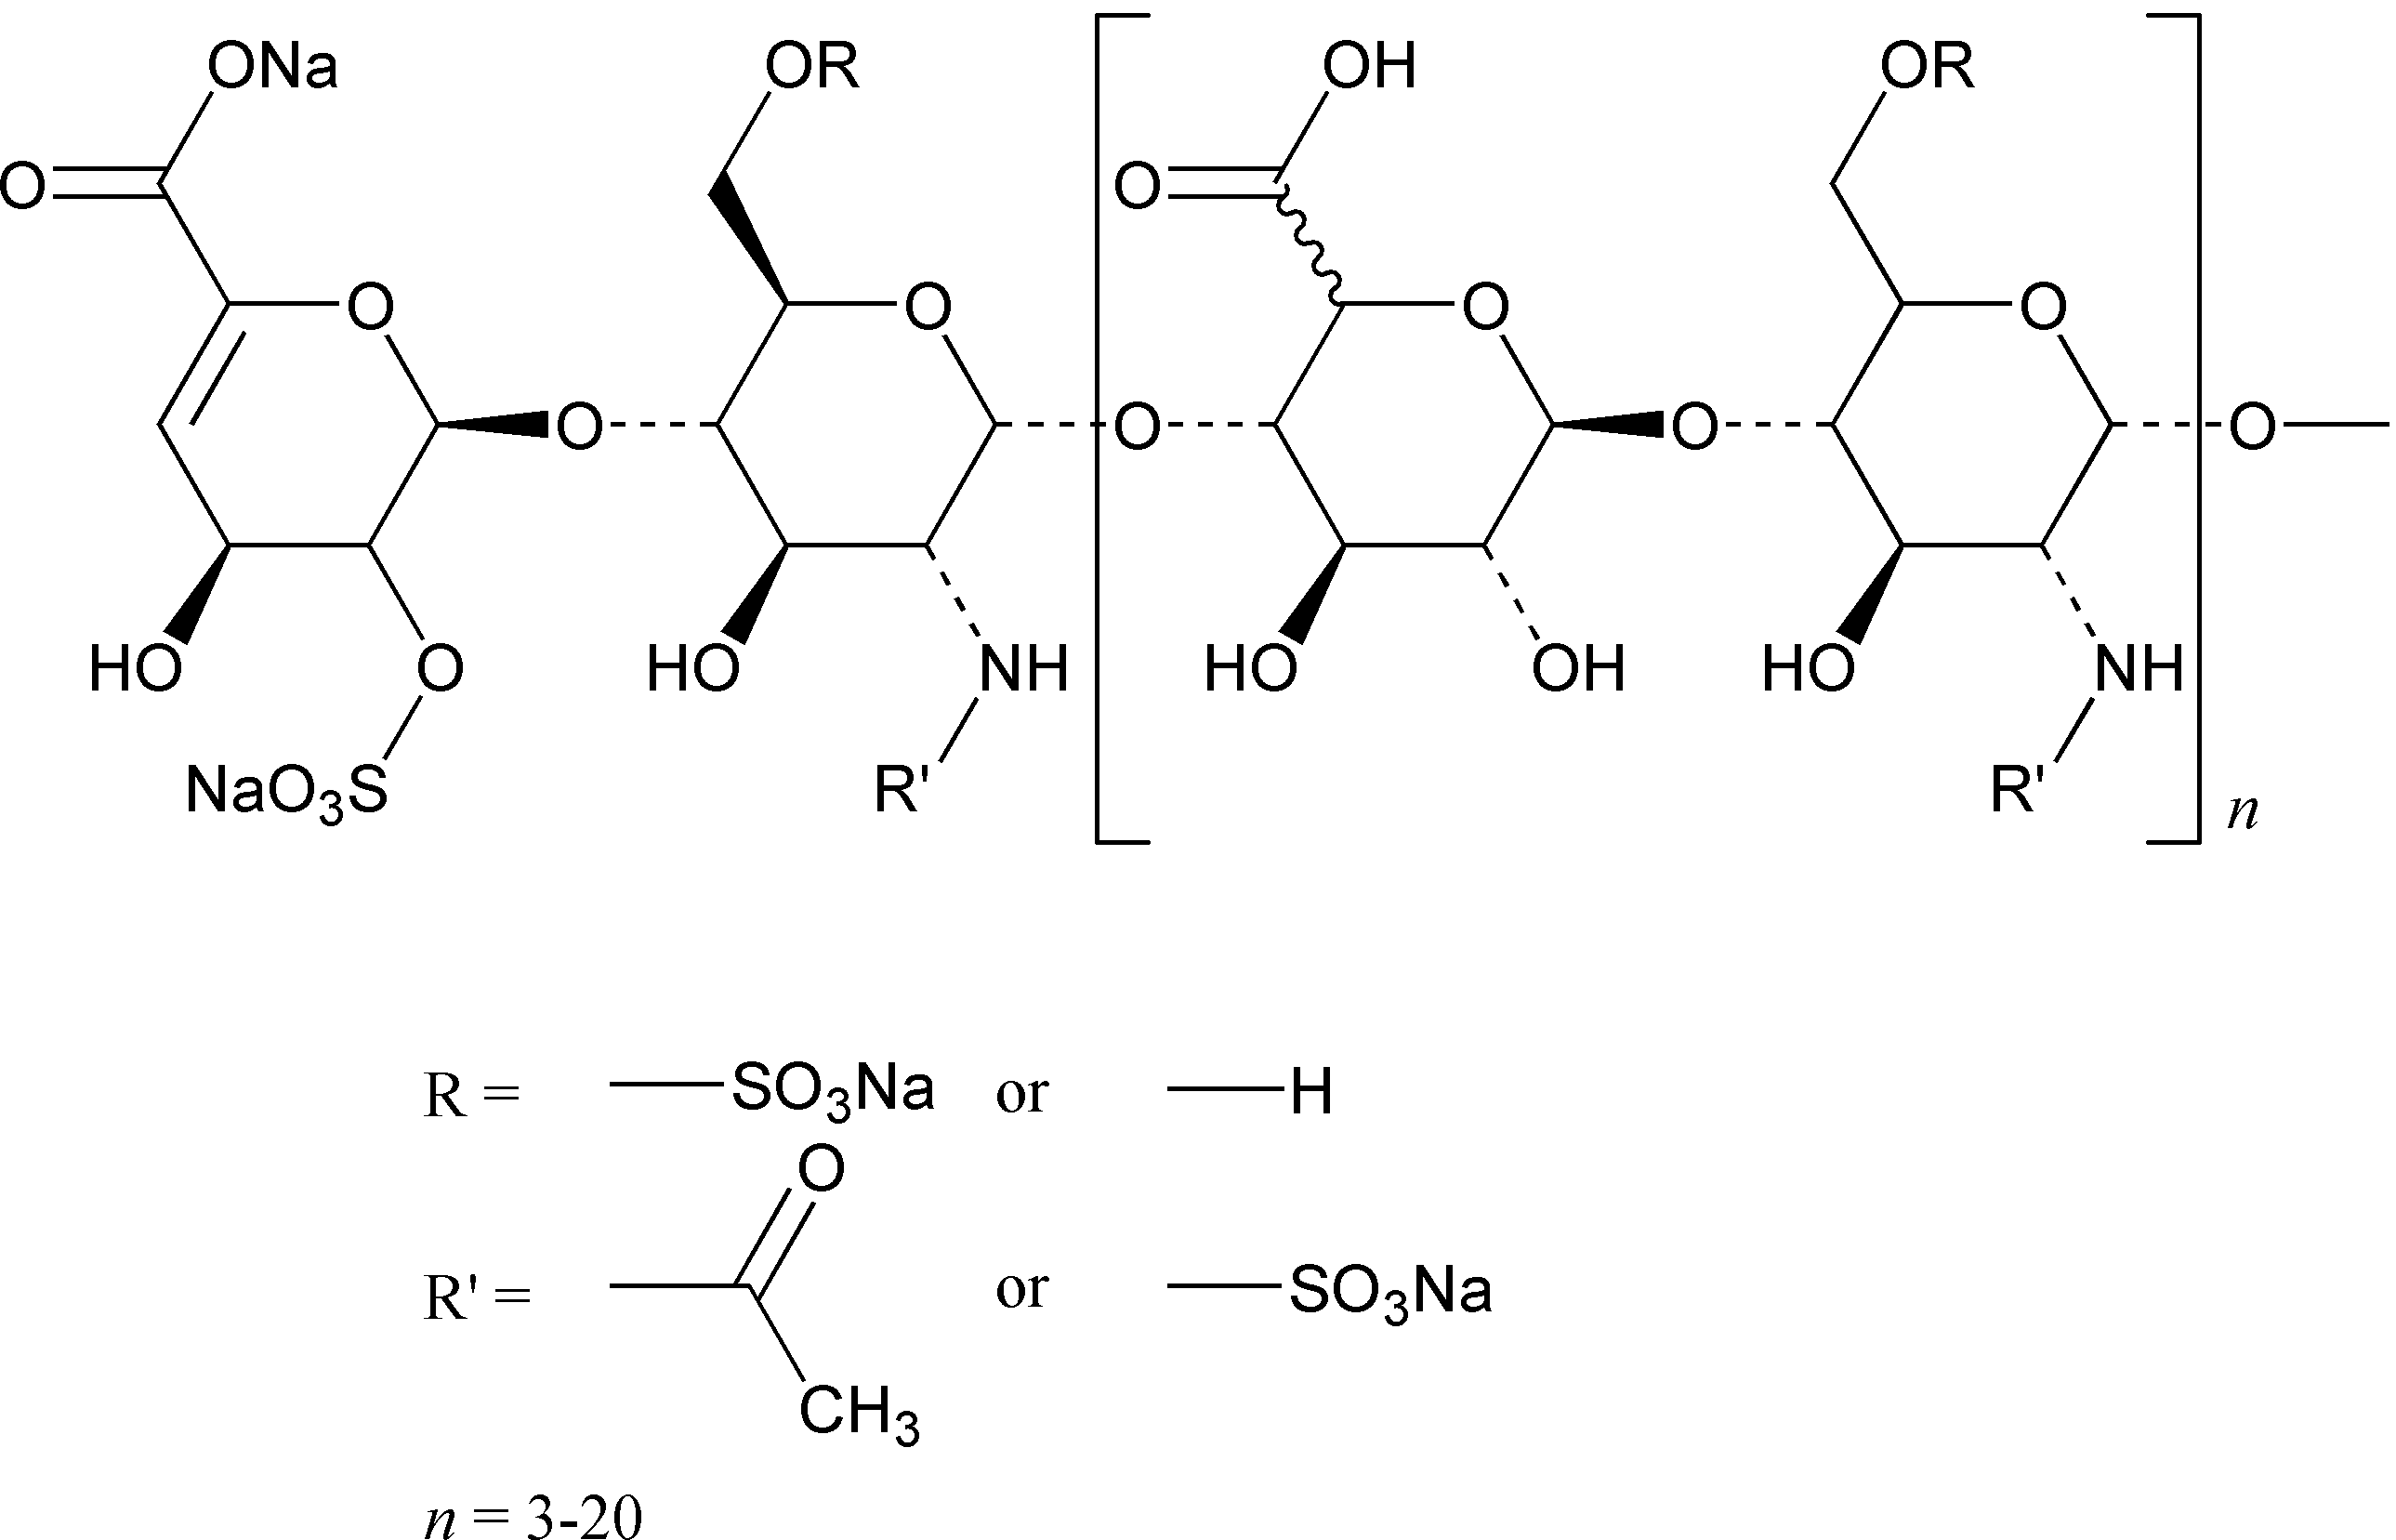 ONa OR OH OR
O O
O O O O
O O O O
HO O HO NH HO OH HO NH
NaO3S R' R' n
R = SO3Na or H
O
R' = or SO3Na
CH3
n = 3-20